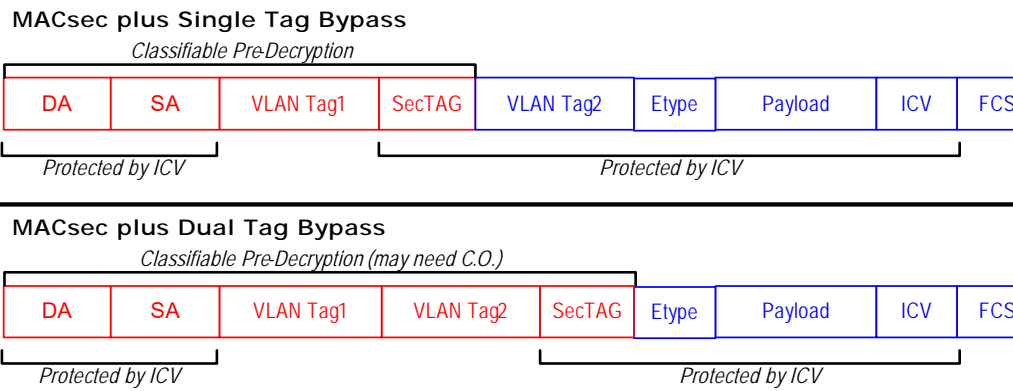 MACsec plus Single Tag Bypass
Classifiable Pre-Decryption
DA SA VLAN Tag1 SecTAG VLAN Tag2 Etype Payload ICV FCS
Protected by ICV Protected by ICV
MACsec plus Dual Tag Bypass
Classifiable Pre-Decryption (may need C.O.)
DA SA VLAN Tag1 VLAN Tag2 SecTAG Etype Payload ICV FCS
Protected by ICV Protected by ICV